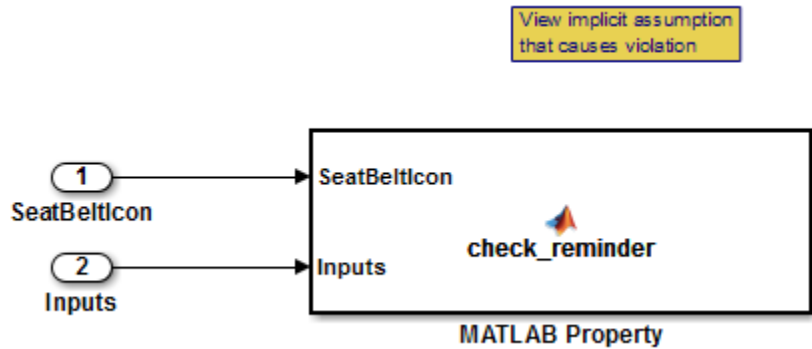 View implicit assumption
that causes violation
1
SeatBeltIcon
SeatBeltIcon
check_reminder
2
Inputs
Inputs
MATLAB Property